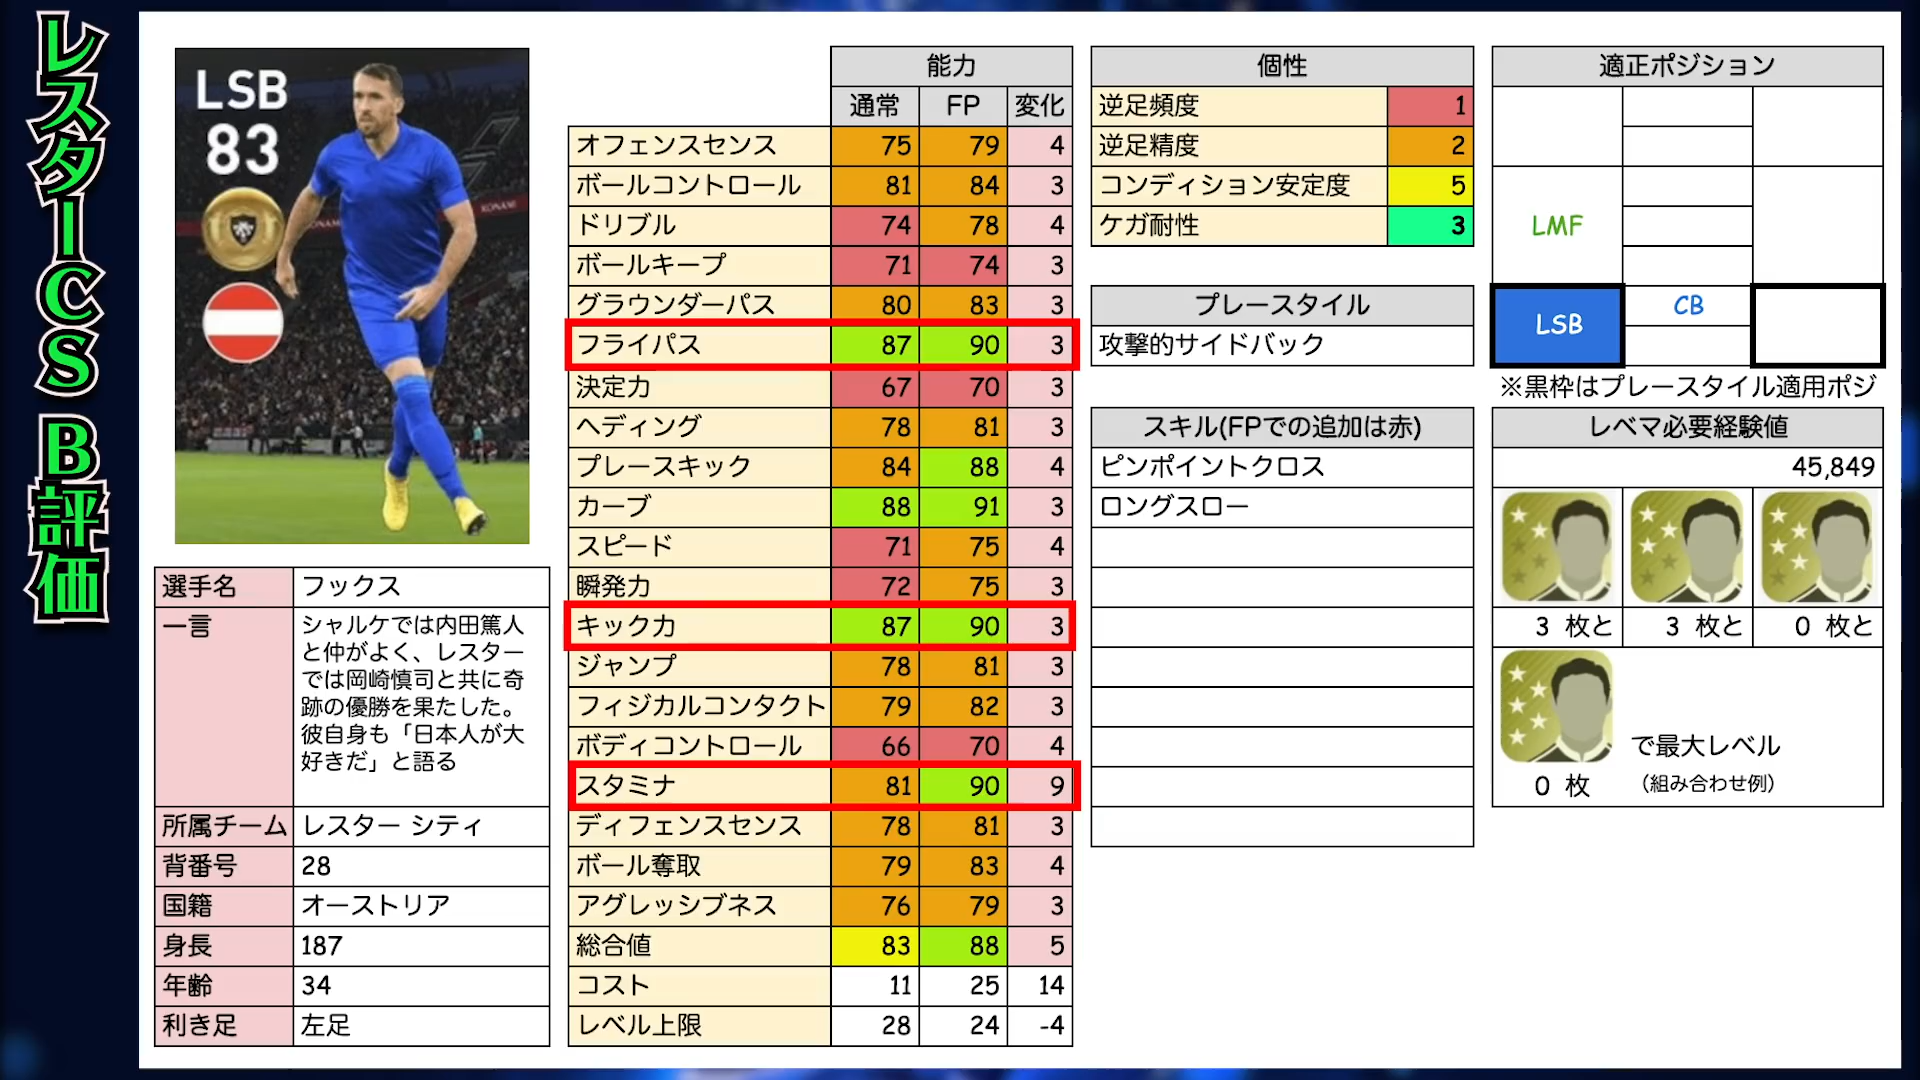 レスターCS B評価
LSB
83
KONAMI
選手名 フックス
一言 シャルケでは内田篤人
と仲がよく、レスター
では岡崎慎司と共に奇
跡の優勝を果たした。
彼自身も「日本人が大
好きだ」と語る
所属チーム レスター シティ
背番号 28
国籍 オーストリア
身長 187
年齢 34
利き足 左足
能力
通常 FP 変化
オフェンスセンス 75 79 4
ボールコントロール 81 84 3
ドリブル 74 78 4
ボールキープ 71 74 3
グラウンダーパス 80 83 3
フライパス 87 90 3
決定力 67 70 3
ヘディング 78 81 3
プレースキック 84 88 4
カーブ 88 91 3
スピード 71 75 4
瞬発力 72 75 3
キック力 87 90 3
ジャンプ 78 81 3
フィジカルコンタクト 79 82 3
ボディコントロール 66 70 4
スタミナ 81 90 9
ディフェンスセンス 78 81 3
ボール奪取 79 83 4
アグレッシブネス 76 79 3
総合値 83 88 5
コスト 11 25 14
レベル上限 28 24 -4
個性
逆足頻度 1
逆足精度 2
コンディション安定度 5
ケガ耐性 3
プレースタイル
攻撃的サイドバック
スキル(FPでの追加は赤)
ピンポイントクロス
ロングスロー
適正ポジション
LMF
LSB CB
※黒枠はプレースタイル適用ポジ
レベマ必要経験値
45,849
3 枚と 3 枚と 0 枚と
で最大レベル
0 枚 (組み合わせ例)